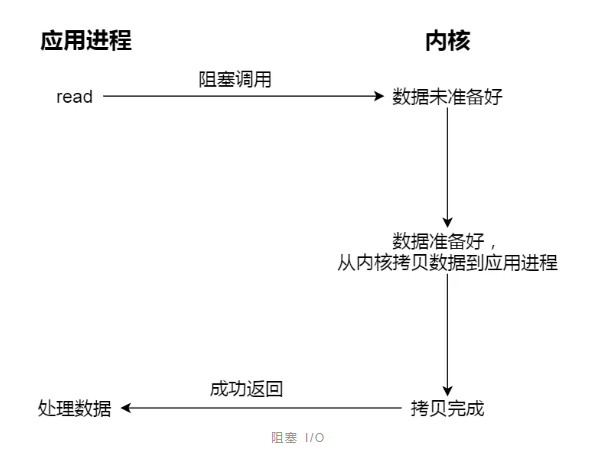 应用进程
内核
阻塞调用
read
数据未准备好
数据准备好，
从内核拷贝数据到应用进程
成功返回
处理数据
拷贝完成
阻塞 I/O